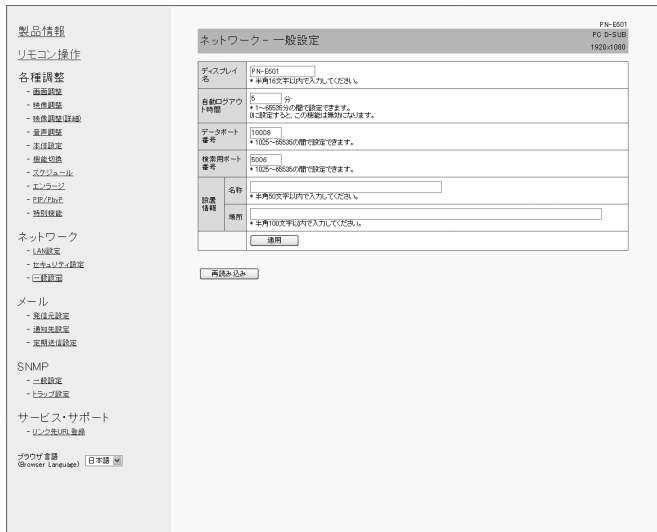 製品情報
リモコン操作
各種調整
- 画面調整
- 映像調整
- 映像調整(詳細)
- 音声調整
- 本体設定
- 機能切換
- スケジュール
- エンラージ
- PIP/PbyP
- 特別機能
ネットワーク
- LAN設定
- セキュリティ設定
- 一般設定
メール
- 発信元設定
- 通知先設定
- 定期送信設定
SNMP
- 一般設定
- トラップ設定
サービス・サポート
- リンク先URL登録
ブラウザ言語
(Browser Language)
日本語
PN-E601
ネットワーク - 一般設定
PC D-SUB
1920x1080
ディスプレイ名
PN-E601
* 半角16文字以内で入力してください。
自動ログアウト時間
5 分
* 1～65535分の間で設定できます。
0に設定すると、この機能は無効になります。
データポート番号
10008
* 1025～65535の間で設定できます。
検索用ポート番号
5006
* 1025～65535の間で設定できます。
設置情報
名称
* 半角50文字以内で入力してください。
場所
* 半角100文字以内で入力してください。
適用
再読み込み